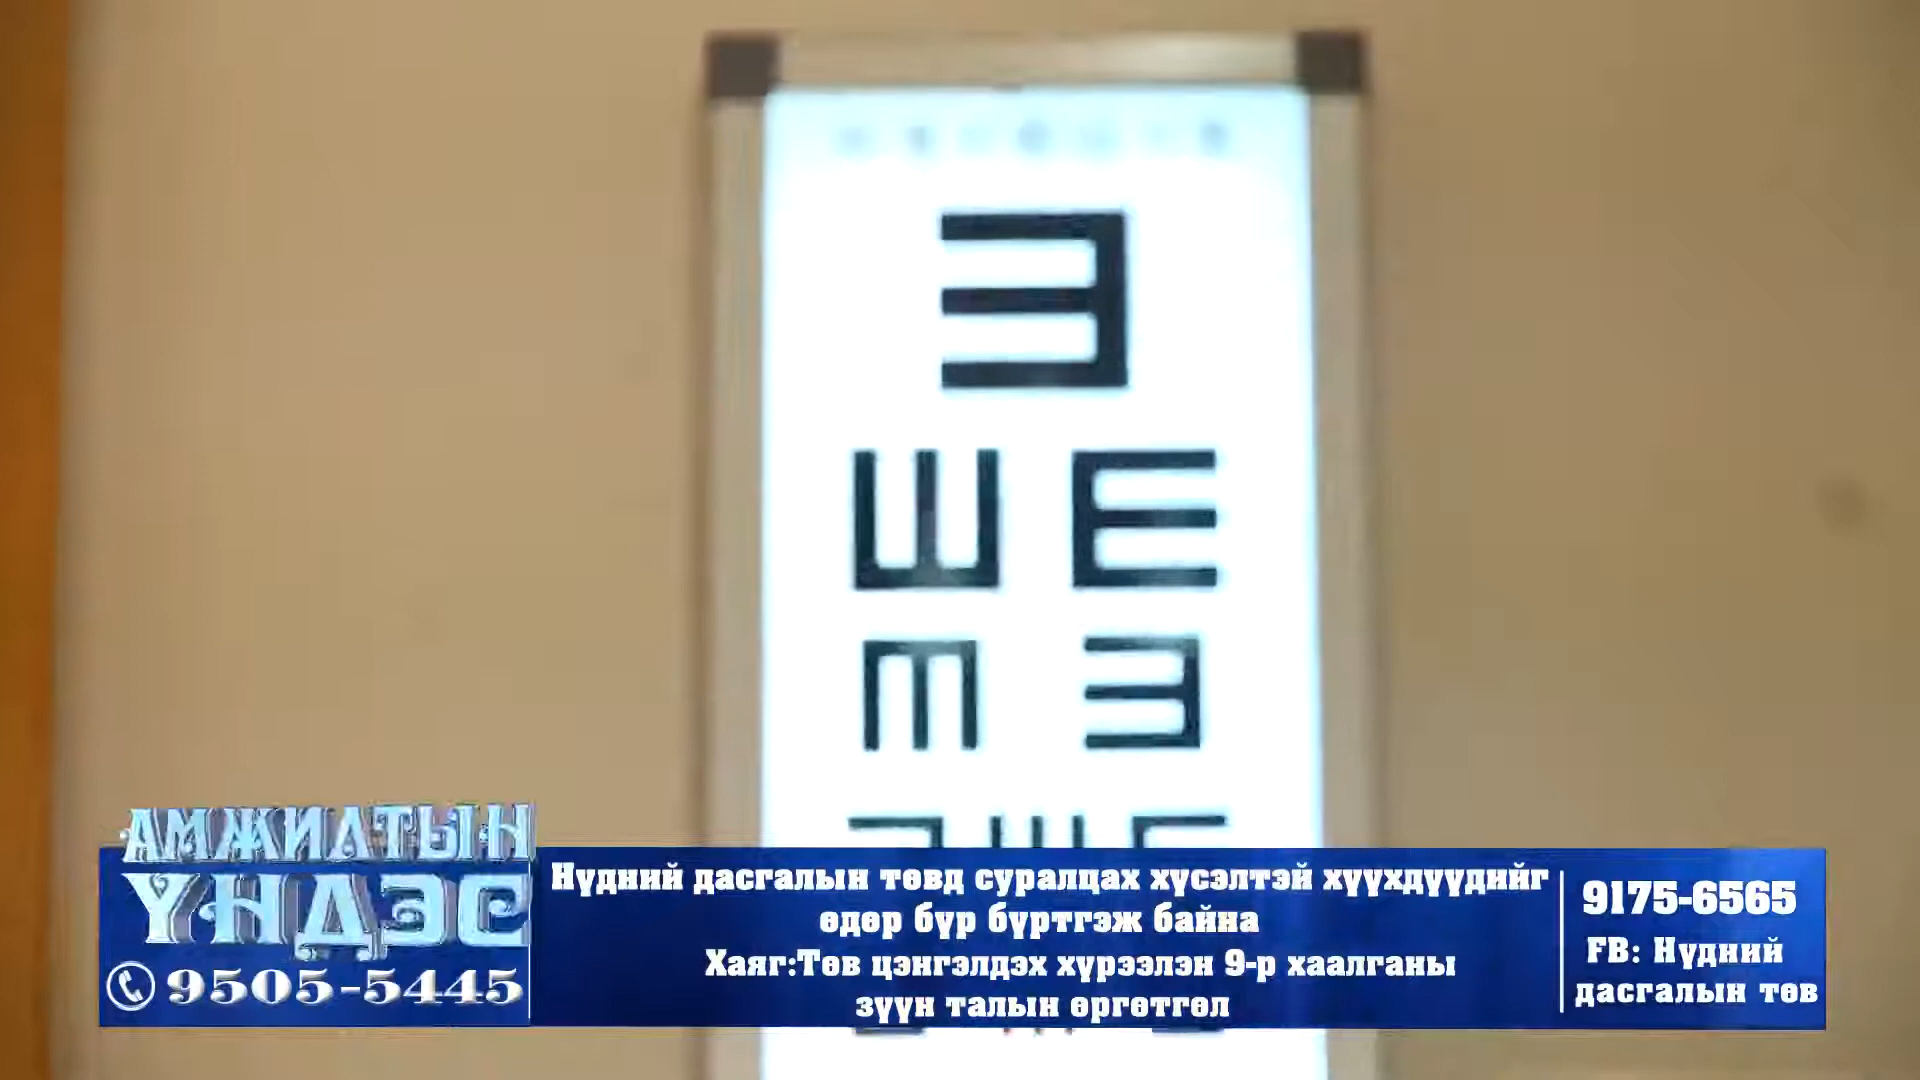 Ш
Е
АМЖИЛТЫН
ҮНДЭС
9505-5445
Нүдний дасгалын төвд суралцах хүсэлтэй хүүхдүүдийг
өдөр бүр бүртгэж байна
Хаяг:Төв цэнгэлдэх хүрээлэн 9-р хаалганы
зүүн талын өргөтгөл
9175-6565
FB: Нүдний
дасгалын төв